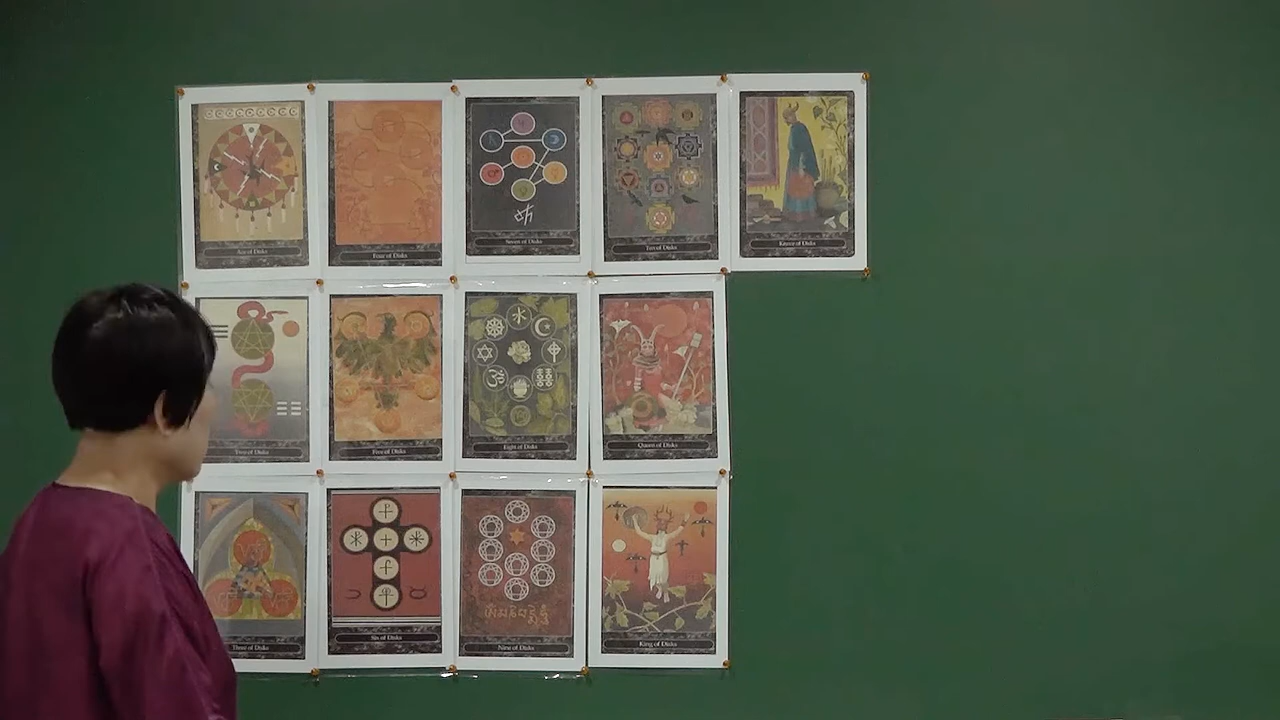 Ace of Disks
Four of Disks
Seven of Disks
Ten of Disks
Knave of Disks
Two of Disks
Five of Disks
Eight of Disks
Queen of Disks
Three of Disks
Six of Disks
Nine of Disks
King of Disks